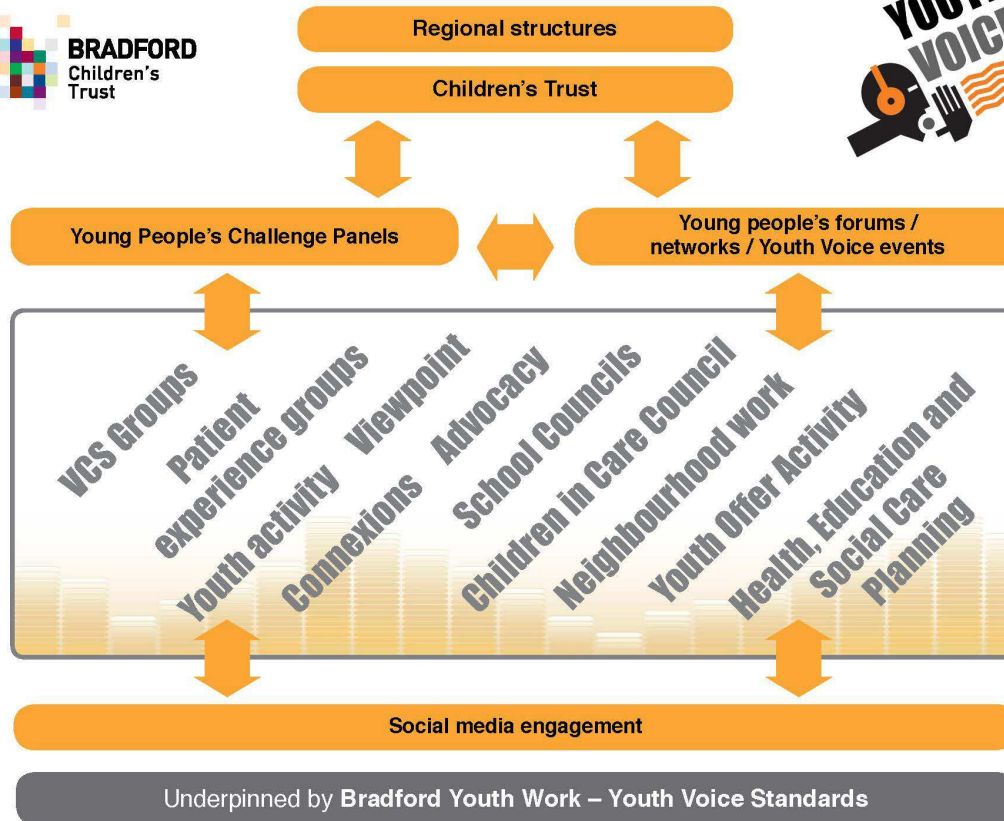 BRADFORD
Children's
Trust
Regional structures
Children's Trust
VOICE
Young People's Challenge Panels
Young people's forums /
networks / Youth Voice events
VCS Groups
Patient
experience groups
Youth activity
Viewpoint
Connexions
Advocacy
School Councils
Children in Care Council
Neighbourhood work
Youth Offer Activity
Health, Education and
Social Care
Planning
Social media engagement
Underpinned by Bradford Youth Work – Youth Voice Standards